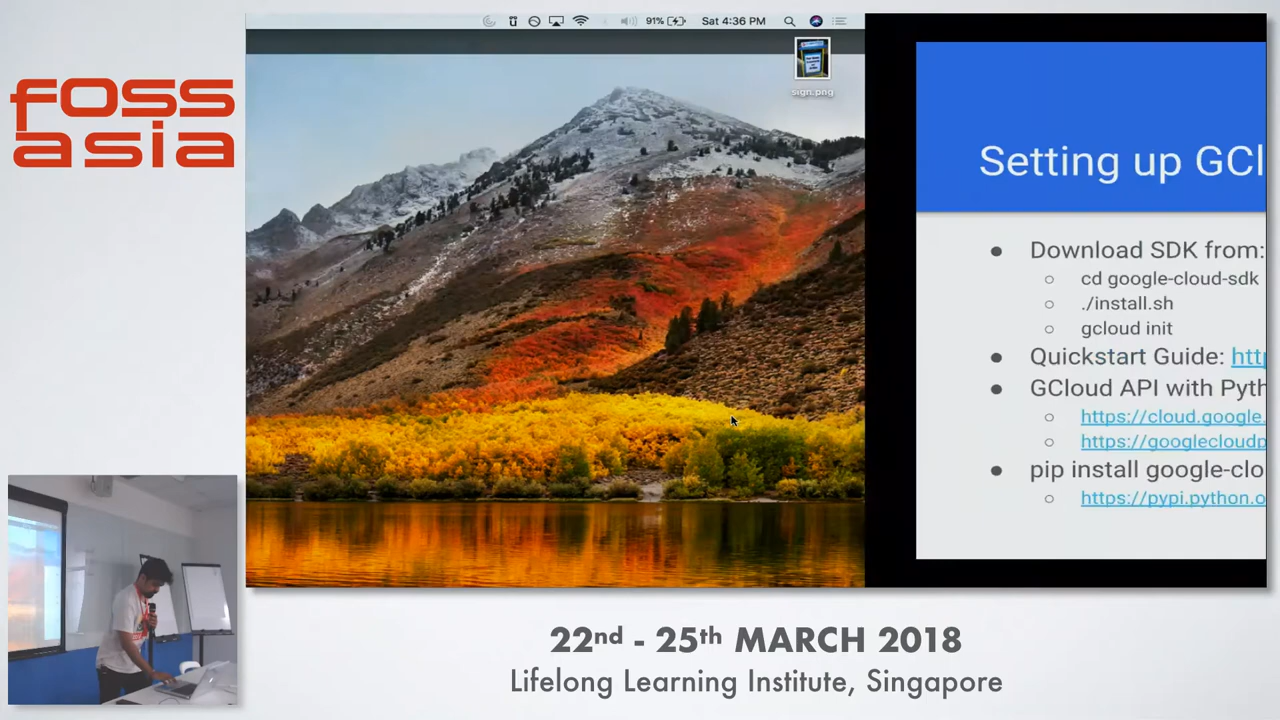 foss
asia
91%
Sat 4:36 PM
sign.png
Setting up GCl
● Download SDK from:
○ cd google-cloud-sdk
○ ./install.sh
○ gcloud init
● Quickstart Guide: http
● GCloud API with Pyth
○ https://cloud.google.
○ https://googlecloudp
● pip install google-clo
○ https://pypi.python.o
22nd - 25th MARCH 2018
Lifelong Learning Institute, Singapore